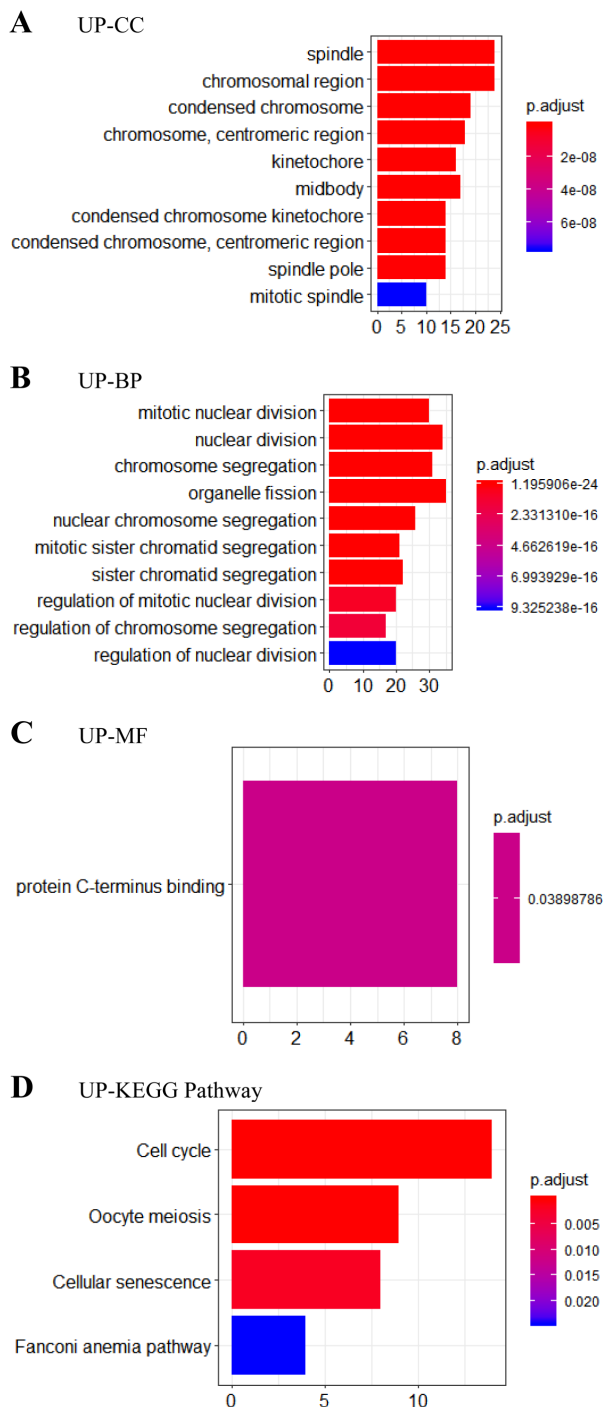 A UP-CC
spindle
chromosomal region
condensed chromosome
chromosome, centromeric region
kinetochore
midbody
condensed chromosome kinetochore
condensed chromosome, centromeric region
spindle pole
mitotic spindle
0 5 10 15 20 25
p.adjust
2e-08
4e-08
6e-08
B UP-BP
mitotic nuclear division
nuclear division
chromosome segregation
organelle fission
nuclear chromosome segregation
mitotic sister chromatid segregation
sister chromatid segregation
regulation of mitotic nuclear division
regulation of chromosome segregation
regulation of nuclear division
0 10 20 30
p.adjust
1.195906e-24
2.331310e-16
4.662619e-16
6.993929e-16
9.325238e-16
C UP-MF
protein C-terminus binding
0 2 4 6 8
p.adjust
0.03898786
D UP-KEGG Pathway
Cell cycle
Oocyte meiosis
Cellular senescence
Fanconi anemia pathway
0 5 10
p.adjust
0.005
0.010
0.015
0.020